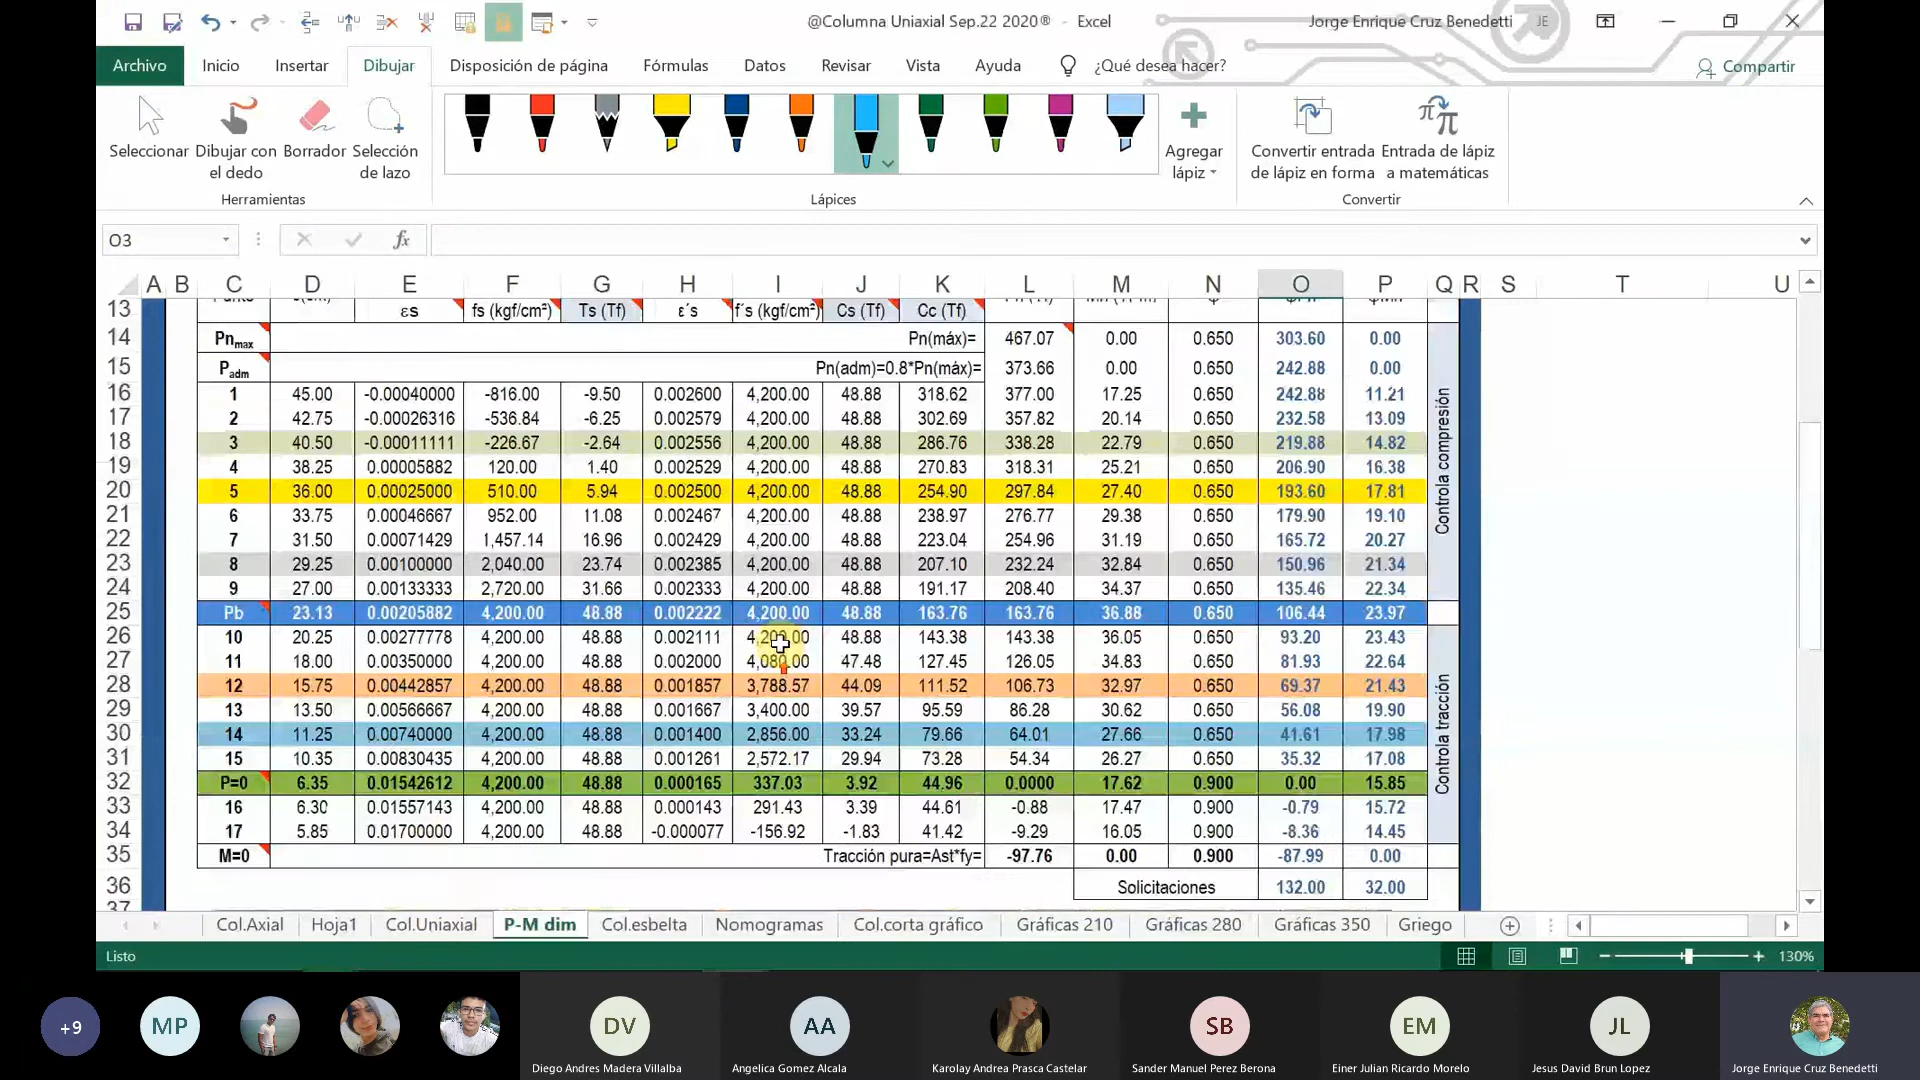 @Columna Uniaxial Sep.22 2020® - Excel
Jorge Enrique Cruz Benedetti JE
Archivo Inicio Insertar Dibujar Disposición de página Fórmulas Datos Revisar Vista Ayuda ¿Qué desea hacer? Compartir
Seleccionar Dibujar con el dedo Borrador Selección de lazo
Agregar lápiz
Convertir entrada de lápiz en forma
Entrada de lápiz a matemáticas
Herramientas Lápices Convertir
O3 fx
A B C D E F G H I J K L M N O P Q R S T U
13 εs fs (kgf/cm²) Ts (Tf) ε´s f´s (kgf/cm²) Cs (Tf) Cc (Tf)
14 Pnmax Pn(máx)= 467.07 0.00 0.650 303.60 0.00
15 Padm Pn(adm)=0.8*Pn(máx)= 373.66 0.00 0.650 242.88 0.00
16 1 45.00 -0.00040000 -816.00 -9.50 0.002600 4,200.00 48.88 318.62 377.00 17.25 0.650 242.88 11.21
17 2 42.75 -0.00026316 -536.84 -6.25 0.002579 4,200.00 48.88 302.69 357.82 20.14 0.650 232.58 13.09
18 3 40.50 -0.00011111 -226.67 -2.64 0.002556 4,200.00 48.88 286.76 338.28 22.79 0.650 219.88 14.82
19 4 38.25 0.00005882 120.00 1.40 0.002529 4,200.00 48.88 270.83 318.31 25.21 0.650 206.90 16.38
20 5 36.00 0.00025000 510.00 5.94 0.002500 4,200.00 48.88 254.90 297.84 27.40 0.650 193.60 17.81
21 6 33.75 0.00046667 952.00 11.08 0.002467 4,200.00 48.88 238.97 276.77 29.38 0.650 179.90 19.10
22 7 31.50 0.00071429 1,457.14 16.96 0.002429 4,200.00 48.88 223.04 254.96 31.19 0.650 165.72 20.27
23 8 29.25 0.00100000 2,040.00 23.74 0.002385 4,200.00 48.88 207.10 232.24 32.84 0.650 150.96 21.34
24 9 27.00 0.00133333 2,720.00 31.66 0.002333 4,200.00 48.88 191.17 208.40 34.37 0.650 135.46 22.34
Controla compresión
25 Pb 23.13 0.00205882 4,200.00 48.88 0.002222 4,200.00 48.88 163.76 163.76 36.88 0.650 106.44 23.97
26 10 20.25 0.00277778 4,200.00 48.88 0.002111 4,200.00 48.88 143.38 143.38 36.05 0.650 93.20 23.43
27 11 18.00 0.00350000 4,200.00 48.88 0.002000 4,080.00 47.48 127.45 126.05 34.83 0.650 81.93 22.64
28 12 15.75 0.00442857 4,200.00 48.88 0.001857 3,788.57 44.09 111.52 106.73 32.97 0.650 69.37 21.43
29 13 13.50 0.00566667 4,200.00 48.88 0.001667 3,400.00 39.57 95.59 86.28 30.62 0.650 56.08 19.90
30 14 11.25 0.00740000 4,200.00 48.88 0.001400 2,856.00 33.24 79.66 64.01 27.66 0.650 41.61 17.98
31 15 10.35 0.00830435 4,200.00 48.88 0.001261 2,572.17 29.94 73.28 54.34 26.27 0.650 35.32 17.08
32 P=0 6.35 0.01542612 4,200.00 48.88 0.000165 337.03 3.92 44.96 0.0000 17.62 0.900 0.00 15.85
33 16 6.30 0.01557143 4,200.00 48.88 0.000143 291.43 3.39 44.61 -0.88 17.47 0.900 -0.79 15.72
34 17 5.85 0.01700000 4,200.00 48.88 -0.000077 -156.92 -1.83 41.42 -9.29 16.05 0.900 -8.36 14.45
Controla tracción
35 M=0 Tracción pura=Ast*fy= -97.76 0.00 0.900 -87.99 0.00
36 Solicitaciones 132.00 32.00
37
Col.Axial Hoja1 Col.Uniaxial P-M dim Col.esbelta Nomogramas Col.corta gráfico Gráficas 210 Gráficas 280 Gráficas 350 Griego
Listo 130%
+9 MP DV AA SB EM JL
Diego Andres Madera Villalba Angelica Gomez Alcala Karolay Andrea Prasca Castelar Sander Manuel Perez Berona Einer Julian Ricardo Morelo Jesus David Brun Lopez Jorge Enrique Cruz Benedetti